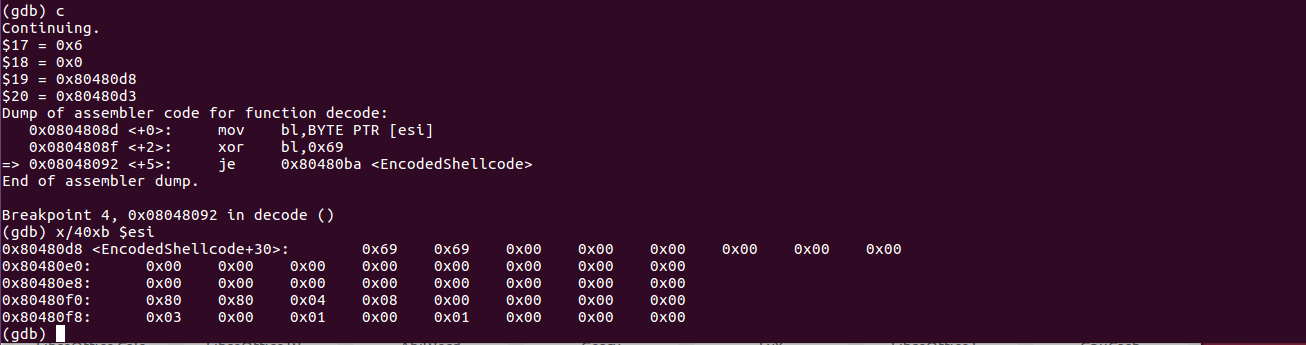 (gdb) c
Continuing.
$17 = 0x6
$18 = 0x0
$19 = 0x80480d8
$20 = 0x80480d3
Dump of assembler code for function decode:
   0x0804808d <+0>:     mov    bl,BYTE PTR [esi]
   0x0804808f <+2>:     xor    bl,0x69
=> 0x08048092 <+5>:     je     0x80480ba <EncodedShellcode>
End of assembler dump.

Breakpoint 4, 0x08048092 in decode ()
(gdb) x/40xb $esi
0x80480d8 <EncodedShellcode+30>:        0x69    0x69    0x00    0x00    0x00    0x00    0x00    0x00
0x80480e0:      0x00    0x00    0x00    0x00    0x00    0x00    0x00    0x00
0x80480e8:      0x00    0x00    0x00    0x00    0x00    0x00    0x00    0x00
0x80480f0:      0x80    0x80    0x04    0x08    0x00    0x00    0x00    0x00
0x80480f8:      0x03    0x00    0x01    0x00    0x01    0x00    0x00    0x00
(gdb)